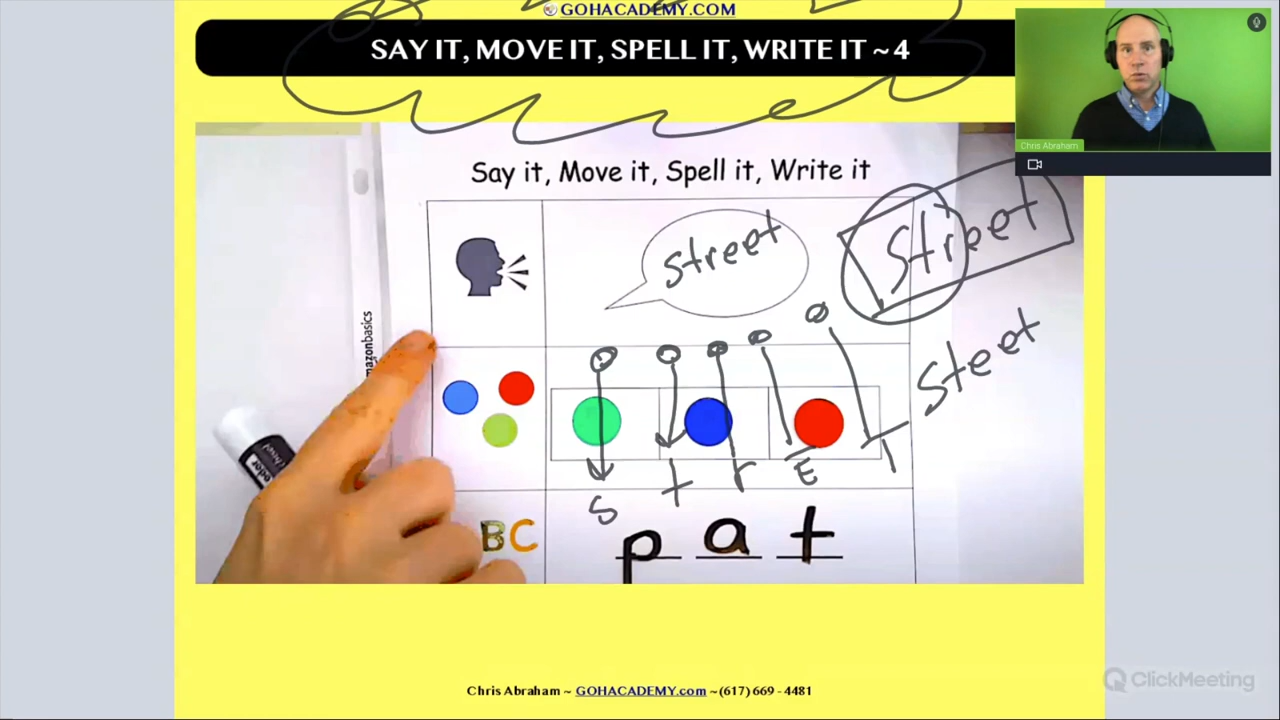 GOHACADEMY.COM
SAY IT, MOVE IT, SPELL IT, WRITE IT ~ 4
Chris Abraham
Say it, Move it, Spell it, Write it
street
street
steet
azonbasics
s t r E T
BC
p a t
Chris Abraham ~ GOHACADEMY.com ~ (617) 669 - 4481
ClickMeeting